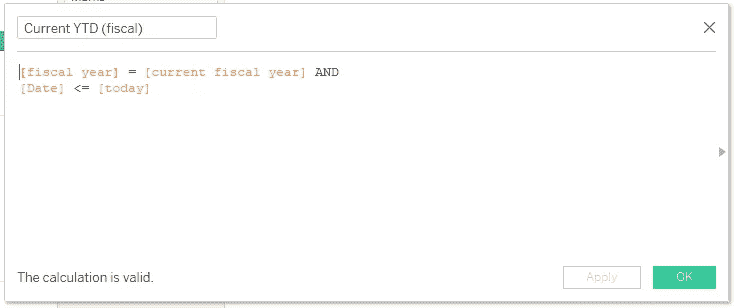 Current YTD (fiscal)
[fiscal year] = [current fiscal year] AND
[Date] <= [today]
The calculation is valid.
Apply
OK